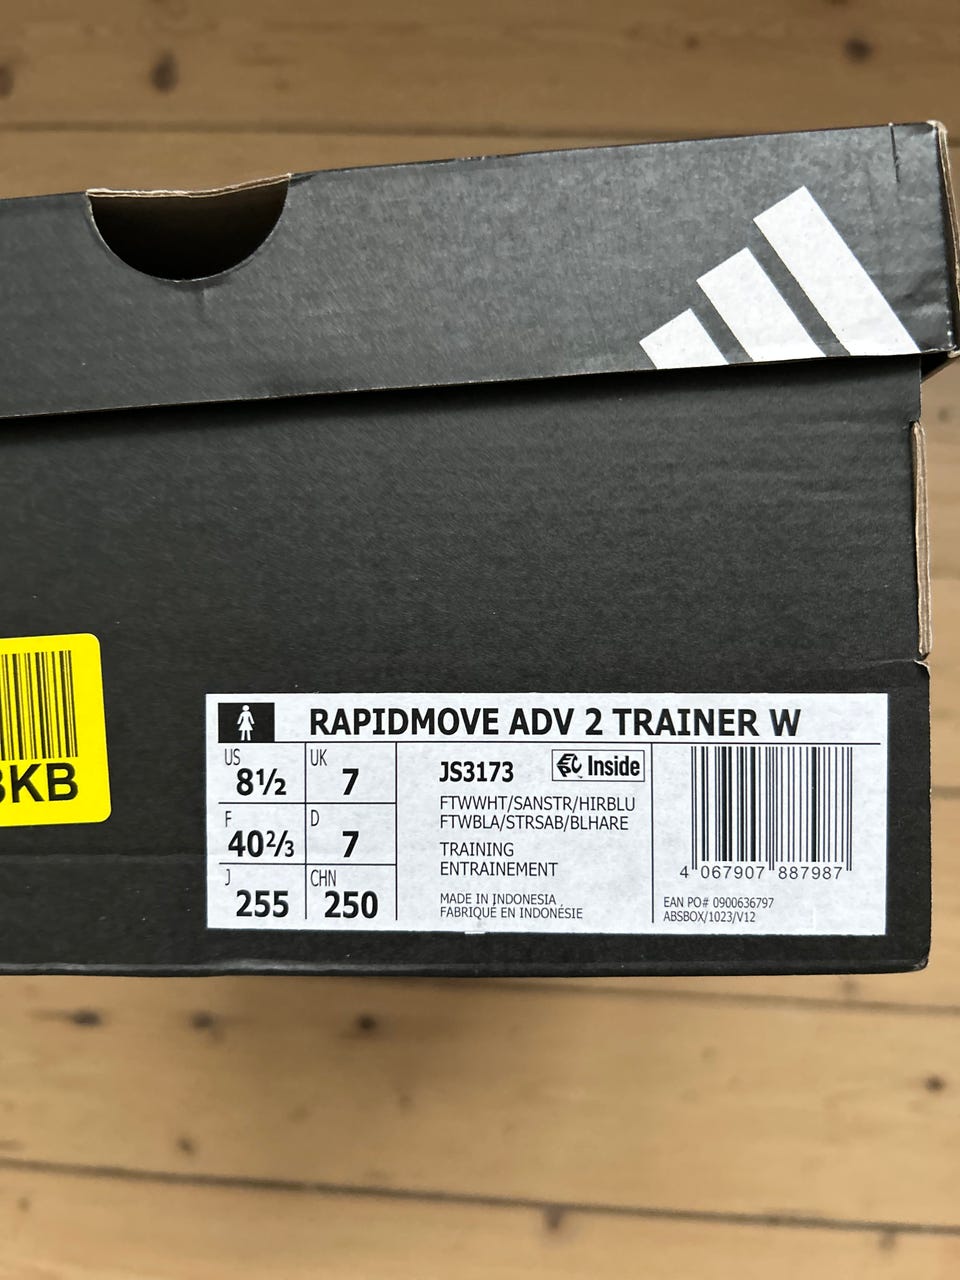 3KB
RAPIDMOVE ADV 2 TRAINER W
US 8½ UK 7
F 40⅔ D 7
J 255 CHN 250
JS3173 Inside
FTWWHT/SANSTR/HIRBLU
FTWBLA/STRSAB/BLHARE
TRAINING
ENTRAINEMENT
MADE IN INDONESIA
FABRIQUÉ EN INDONÉSIE
4 067907 887987
EAN PO# 0900636797
ABSBOX/1023/V12